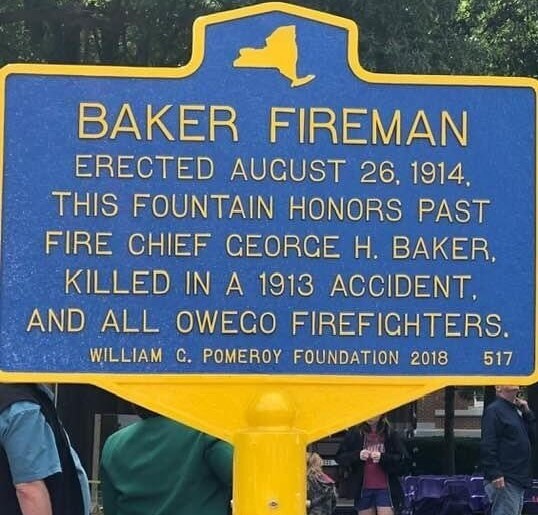 BAKER FIREMAN
ERECTED AUGUST 26, 1914,
THIS FOUNTAIN HONORS PAST
FIRE CHIEF GEORGE H. BAKER,
KILLED IN A 1913 ACCIDENT,
AND ALL OWEGO FIREFIGHTERS.
WILLIAM G. POMEROY FOUNDATION 2018 517